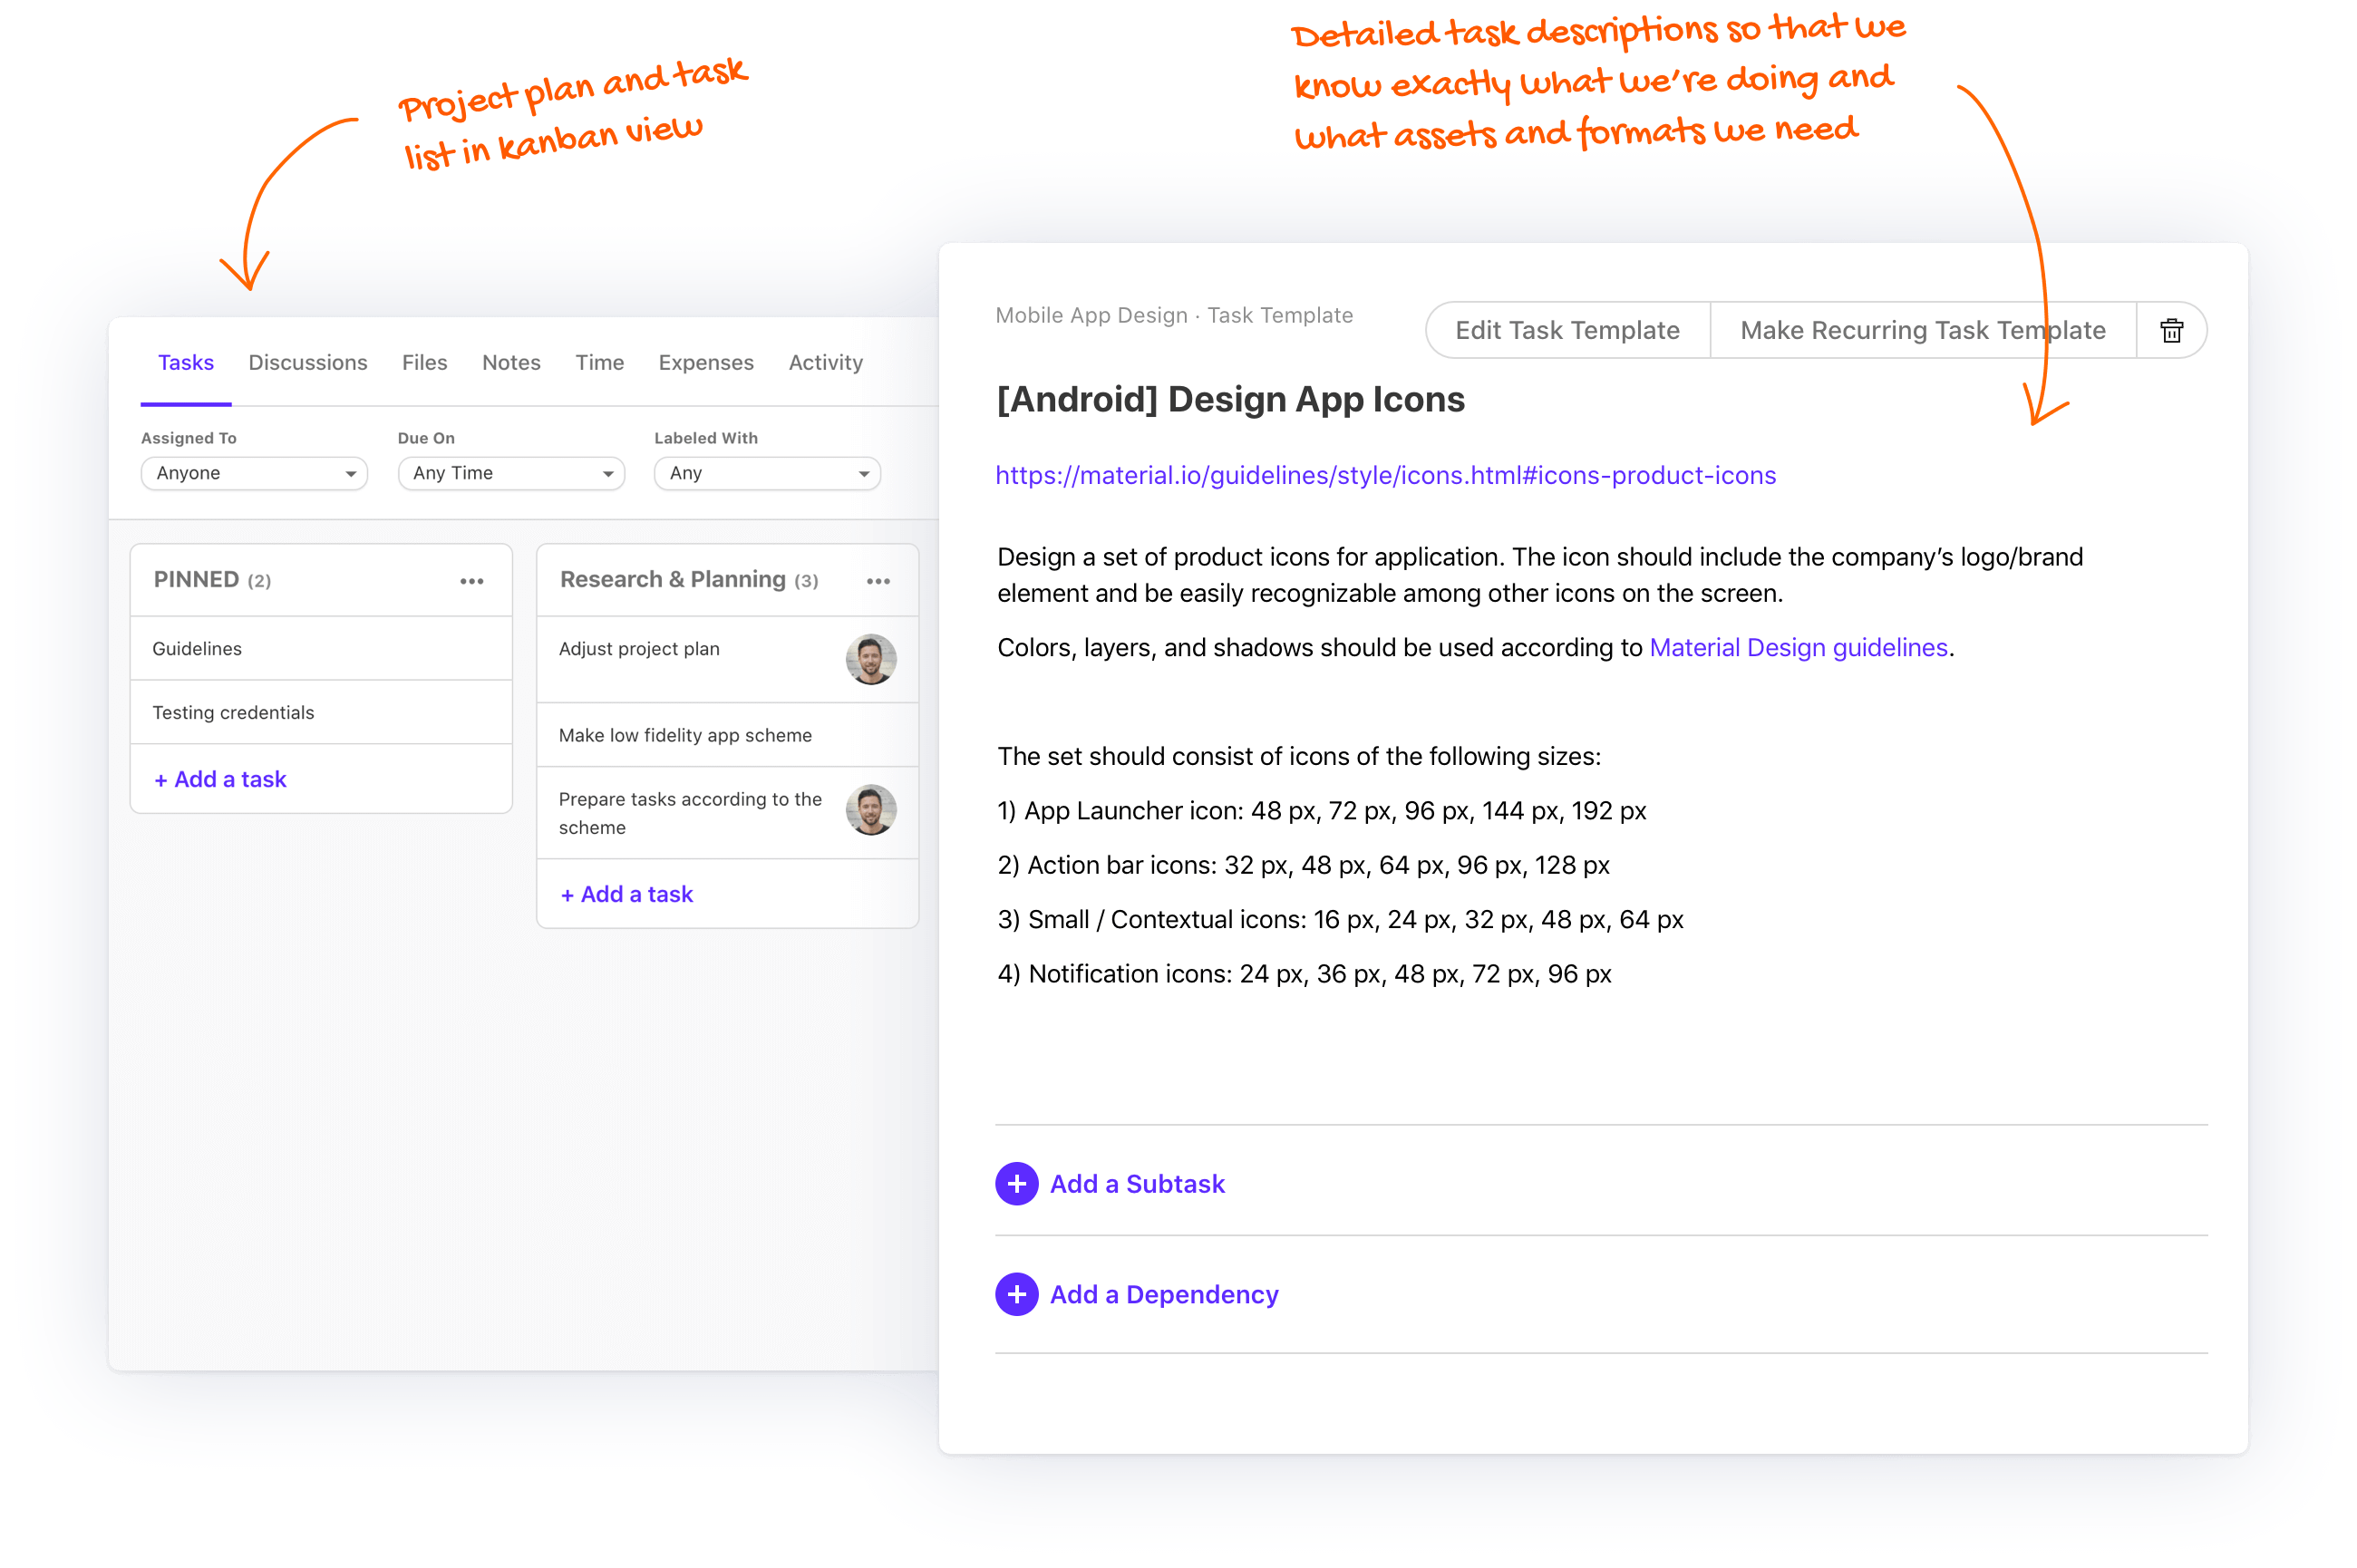 Project plan and task
list in kanban view
Detailed task descriptions so that we
know exactly what we're doing and
what assets and formats we need
Tasks Discussions Files Notes Time Expenses Activity
Assigned To Due On Labeled With
Anyone Any Time Any
PINNED (2)
Guidelines
Testing credentials
+ Add a task
Research & Planning (3)
Adjust project plan
Make low fidelity app scheme
Prepare tasks according to the
scheme
+ Add a task
Mobile App Design · Task Template
Edit Task Template Make Recurring Task Template
[Android] Design App Icons
https://material.io/guidelines/style/icons.html#icons-product-icons
Design a set of product icons for application. The icon should include the company’s logo/brand
element and be easily recognizable among other icons on the screen.
Colors, layers, and shadows should be used according to Material Design guidelines.
The set should consist of icons of the following sizes:
1) App Launcher icon: 48 px, 72 px, 96 px, 144 px, 192 px
2) Action bar icons: 32 px, 48 px, 64 px, 96 px, 128 px
3) Small / Contextual icons: 16 px, 24 px, 32 px, 48 px, 64 px
4) Notification icons: 24 px, 36 px, 48 px, 72 px, 96 px
Add a Subtask
Add a Dependency